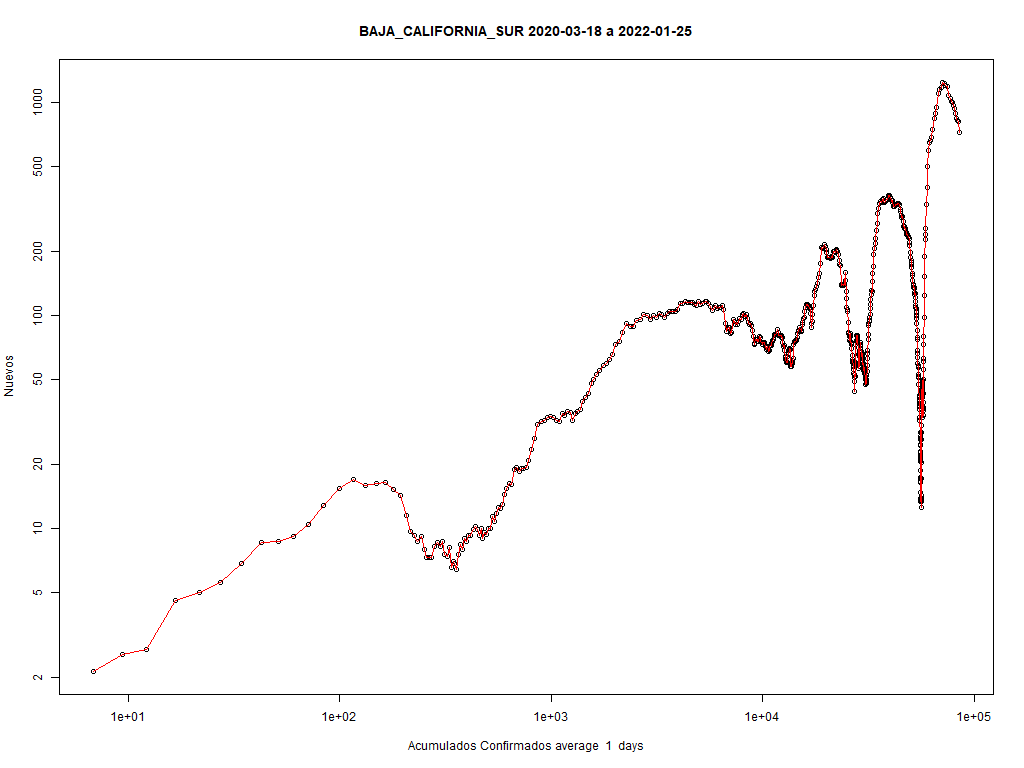 BAJA_CALIFORNIA_SUR 2020-03-18 a 2022-01-25
1000
500
200
100
50
20
10
5
2
Nuevos
1e+01 1e+02 1e+03 1e+04 1e+05
Acumulados Confirmados average 1 days